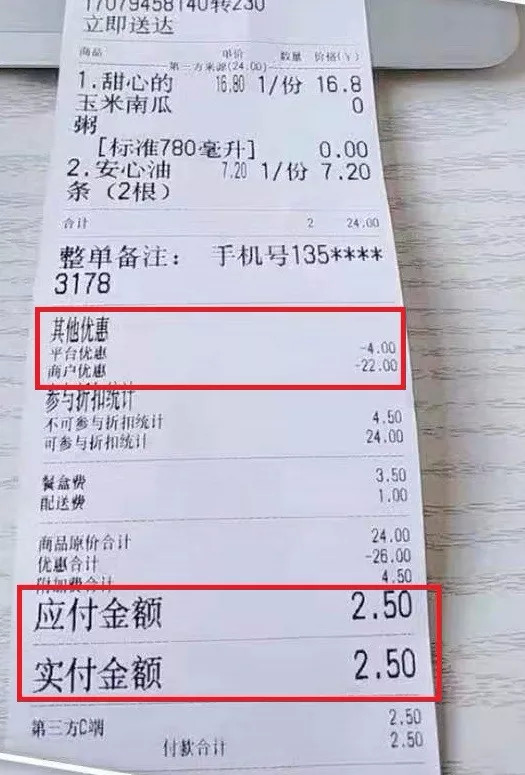 17079458140转230
立即送达
商品 单价 数量 价格(¥)
第三方来源(24.00)
1.甜心的 16.80 1/份 16.8
玉米南瓜 0
粥
[标准780毫升] 0.00
2.安心油 7.20 1/份 7.20
条（2根）
合计 2 24.00
整单备注： 手机号135****
3178
其他优惠
平台优惠 -4.00
商户优惠 -22.00
参与折扣统计
不可参与折扣统计 4.50
可参与折扣统计 24.00
餐盒费 3.50
配送费 1.00
商品原价合计 24.00
优惠合计 -26.00
附加费合计 4.50
应付金额 2.50
实付金额 2.50
第三方C端 2.50
付款合计 2.50